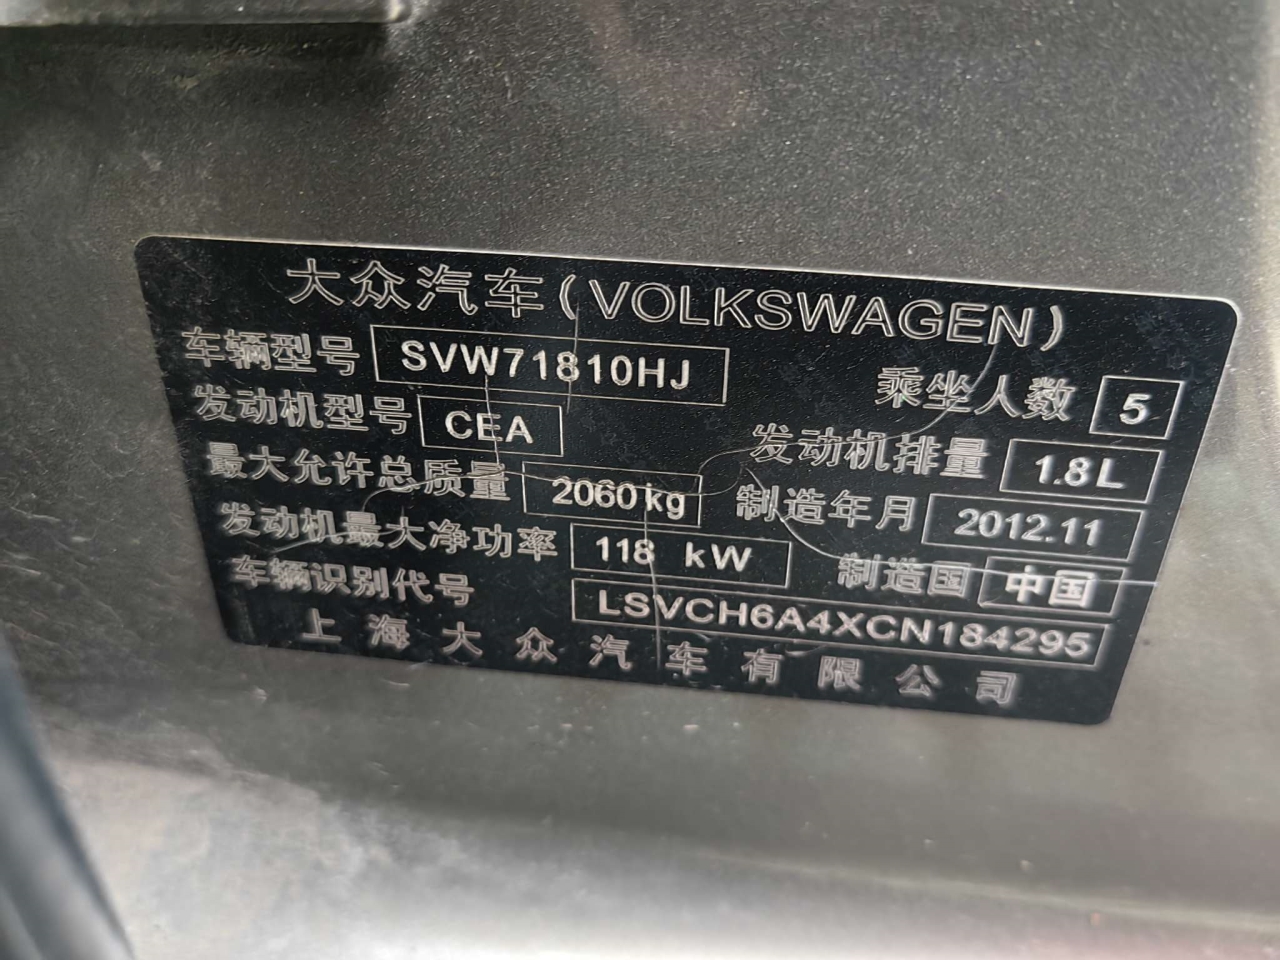 大众汽车(VOLKSWAGEN)
车辆型号 SVW71810HJ 乘坐人数 5
发动机型号 CEA 发动机排量 1.8L
最大允许总质量 2060kg 制造年月 2012.11
发动机最大净功率 118 kW 制造国 中国
车辆识别代号 LSVCH6A4XCN184295
上海大众汽车有限公司